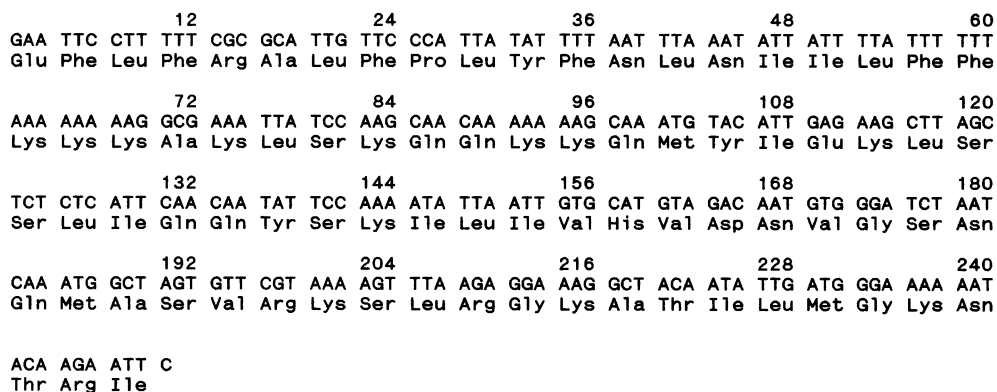 12 24 36 48 60
GAA TTC CTT TTT CGC GCA TTG TTC CCA TTA TAT TTT AAT TTA AAT ATT ATT TTA TTT TTT
Glu Phe Leu Phe Arg Ala Leu Phe Pro Leu Tyr Phe Asn Leu Asn Ile Ile Leu Phe Phe
72 84 96 108 120
AAA AAA AAG GCG AAA TTA TCC AAG CAA CAA AAA AAG CAA ATG TAC ATT GAG AAG CTT AGC
Lys Lys Lys Ala Lys Leu Ser Lys Gln Gln Lys Lys Gln Met Tyr Ile Glu Lys Leu Ser
132 144 156 168 180
TCT CTC ATT CAA CAA TAT TCC AAA ATA TTA ATT GTG CAT GTA GAC AAT GTG GGA TCT AAT
Ser Leu Ile Gln Gln Tyr Ser Lys Ile Leu Ile Val His Val Asp Asn Val Gly Ser Asn
192 204 216 228 240
CAA ATG GCT AGT GTT CGT AAA AGT TTA AGA GGA AAG GCT ACA ATA TTG ATG GGA AAA AAT
Gln Met Ala Ser Val Arg Lys Ser Leu Arg Gly Lys Ala Thr Ile Leu Met Gly Lys Asn
ACA AGA ATT C
Thr Arg Ile